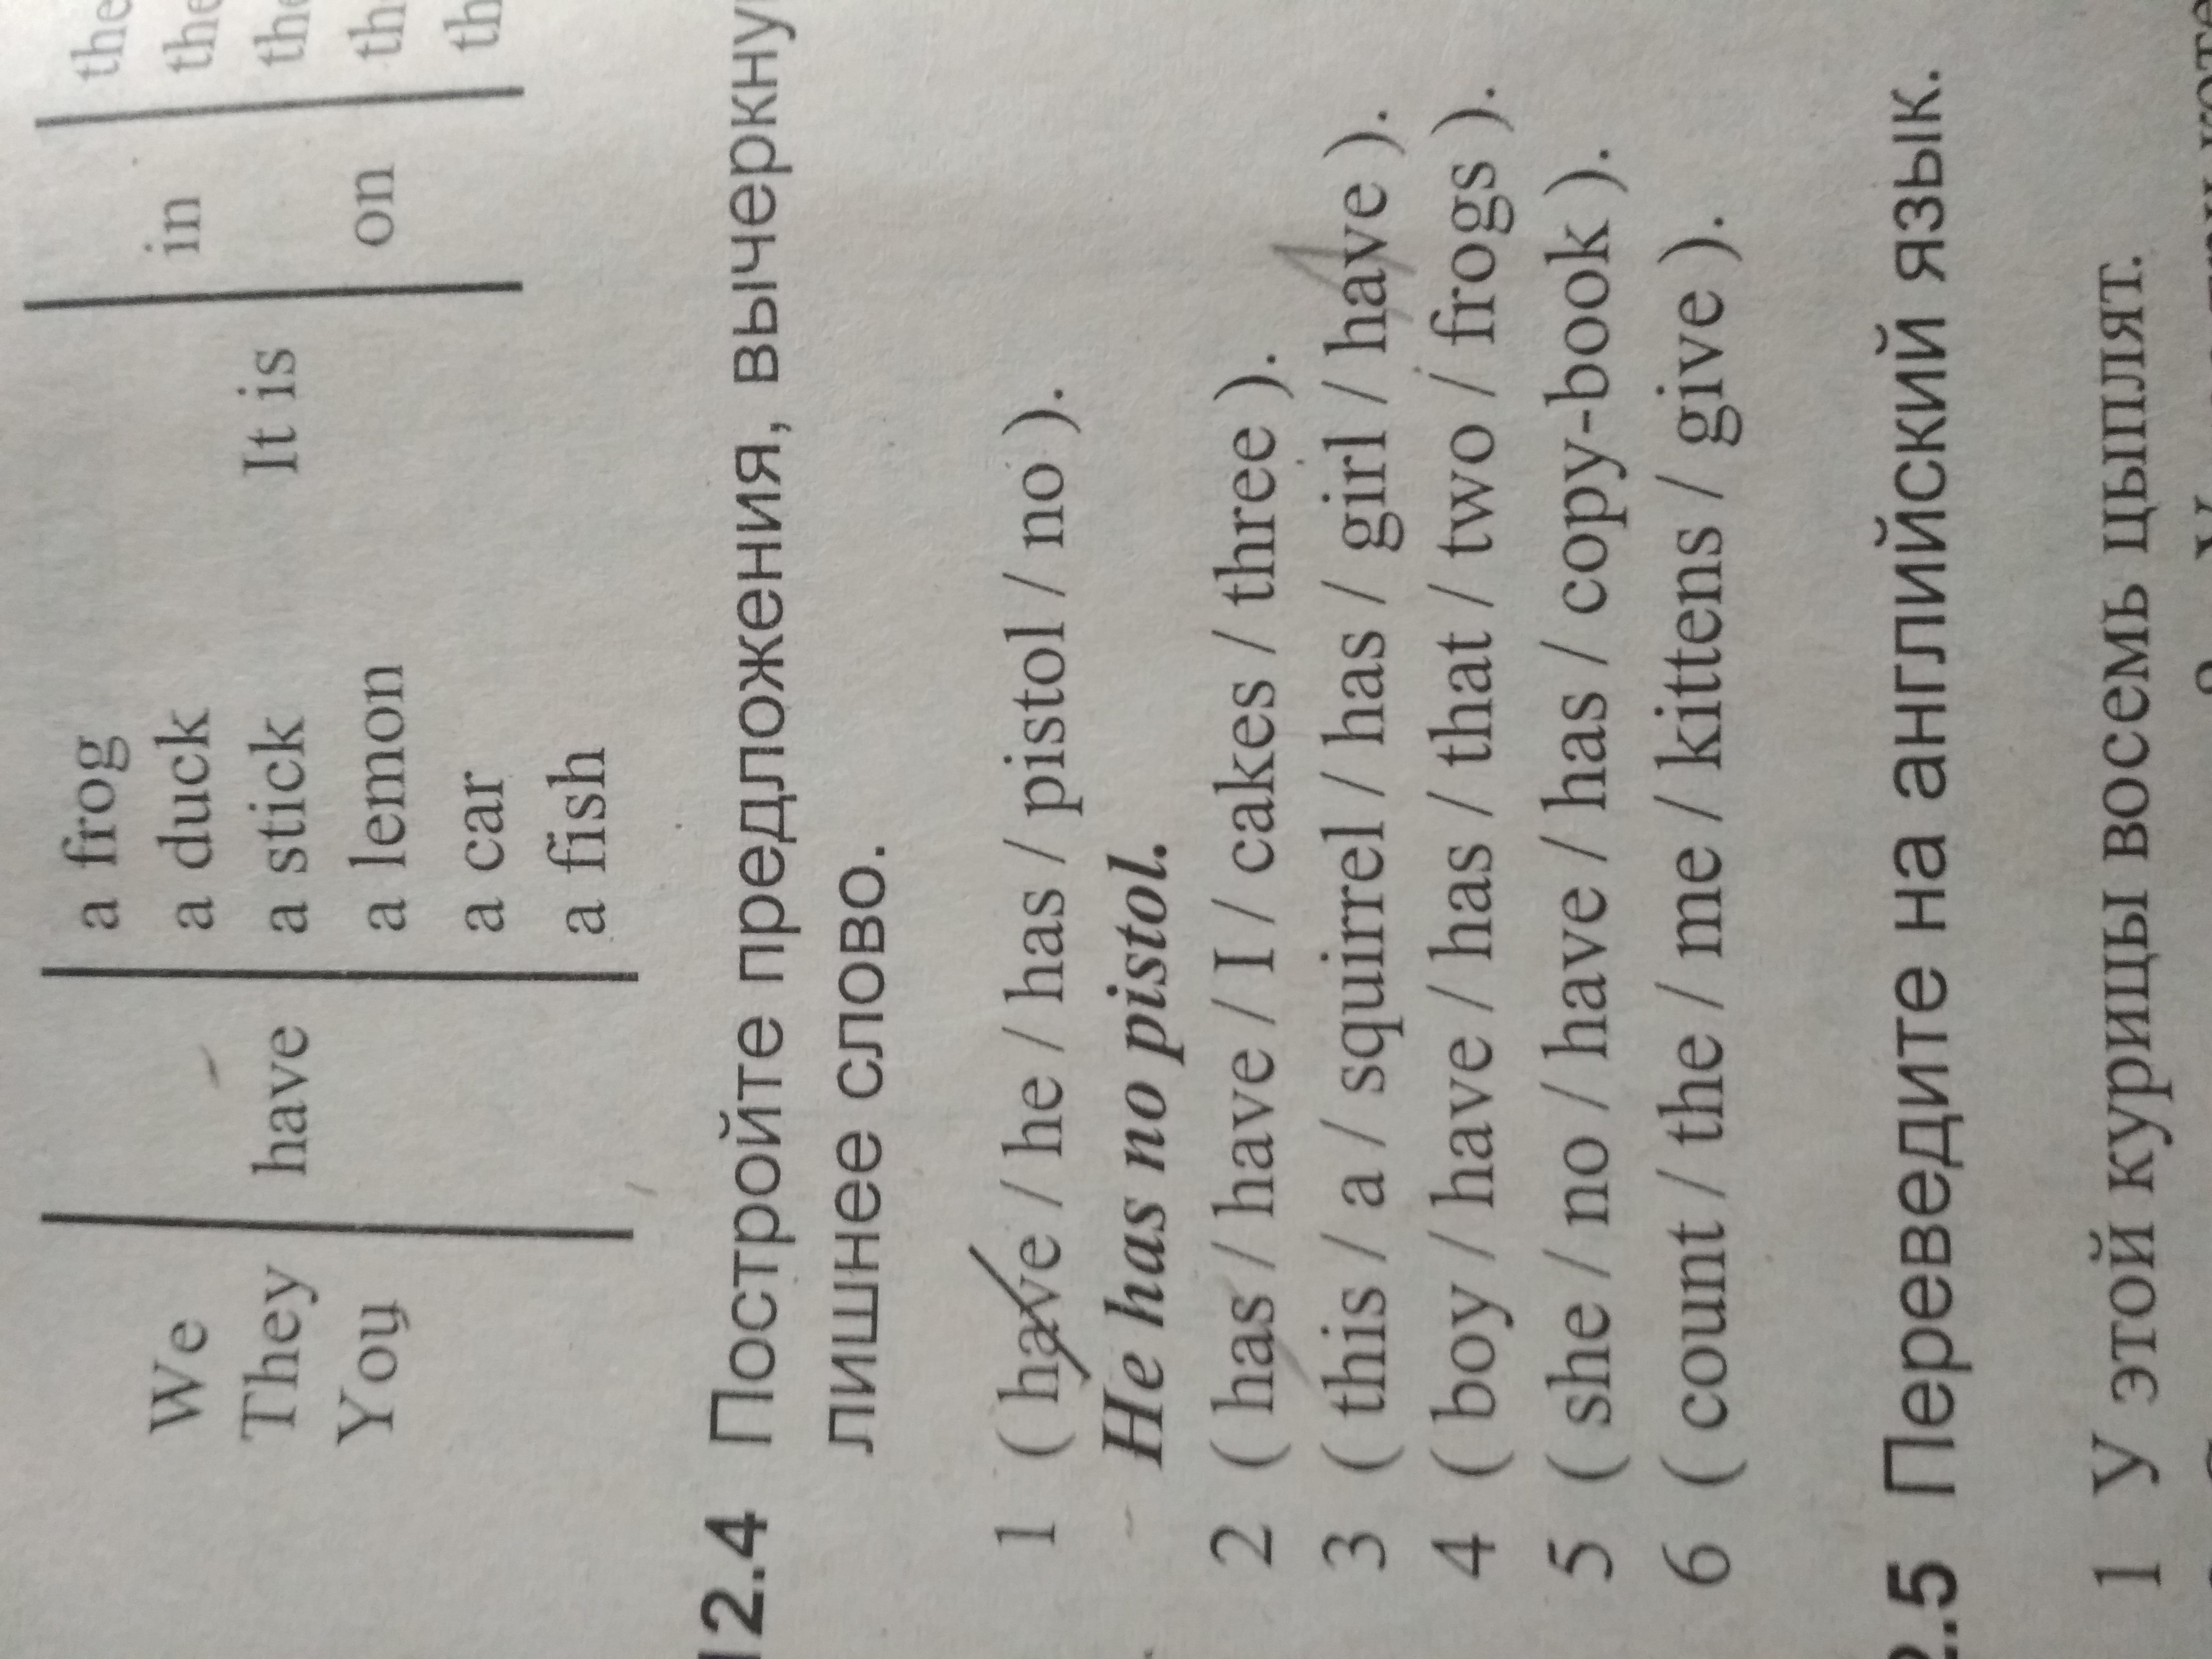 a frog the
We a duck in the
They have a stick It is the
You a lemon on the
a car th
a fish
12.4 Постройте предложения, вычеркну
лишнее слово.
1 ( have / he / has / pistol / no ).
He has no pistol.
2 ( has / have / I / cakes / three ).
3 ( this / a / squirrel / has / girl / have ).
4 ( boy / have / has / that / two / frogs ).
5 ( she / no / have / has / copy-book ).
6 ( count / the / me / kittens / give ).
2.5 Переведите на английский язык.
1 У этой курицы восемь цыплят.